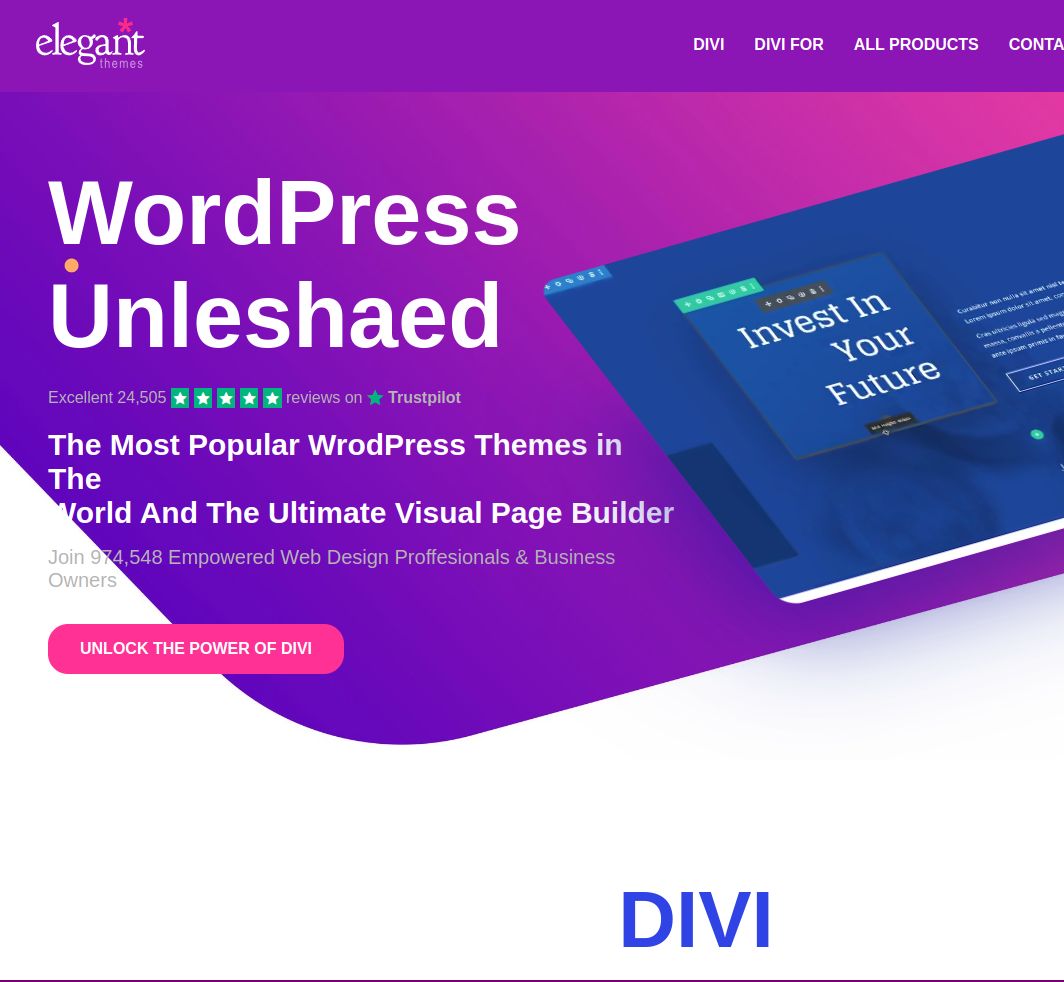 elegant
themes
DIVI DIVI FOR ALL PRODUCTS CONTA
WordPress
Unleshaed
Invest In
Your
Future
GET STAR
Excellent 24,505 reviews on Trustpilot
The Most Popular WrodPress Themes in
The
World And The Ultimate Visual Page Builder
Join 974,548 Empowered Web Design Proffesionals & Business
Owners
UNLOCK THE POWER OF DIVI
DIVI